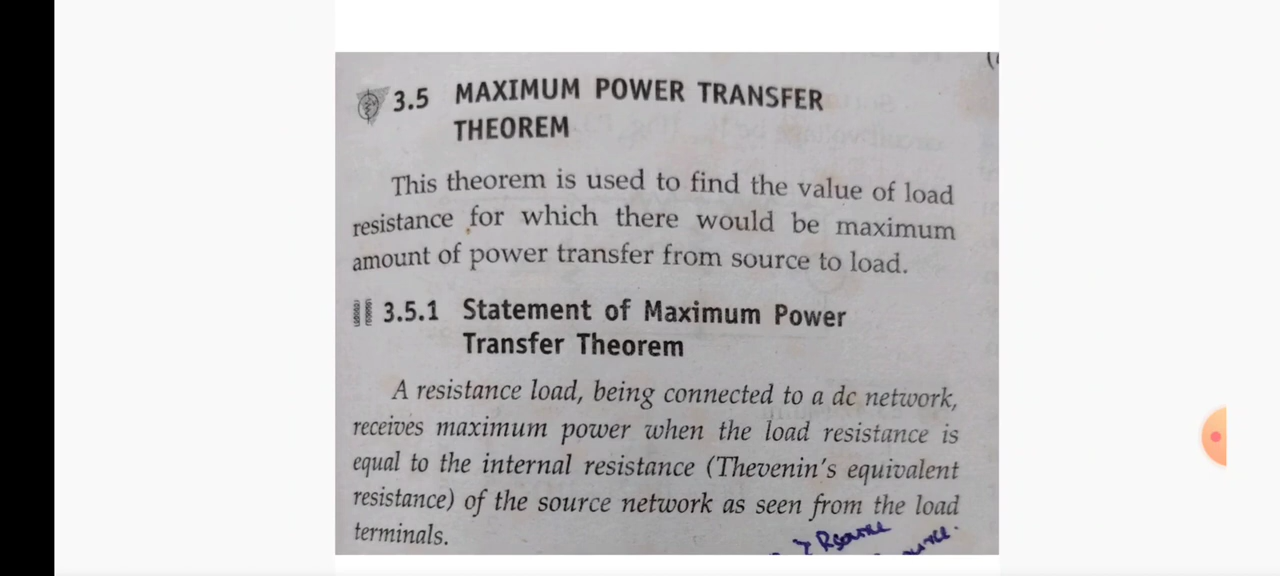 3.5 MAXIMUM POWER TRANSFER
THEOREM
This theorem is used to find the value of load
resistance for which there would be maximum
amount of power transfer from source to load.
3.5.1 Statement of Maximum Power
Transfer Theorem
A resistance load, being connected to a dc network,
receives maximum power when the load resistance is
equal to the internal resistance (Thevenin's equivalent
resistance) of the source network as seen from the load
terminals.
Rsource